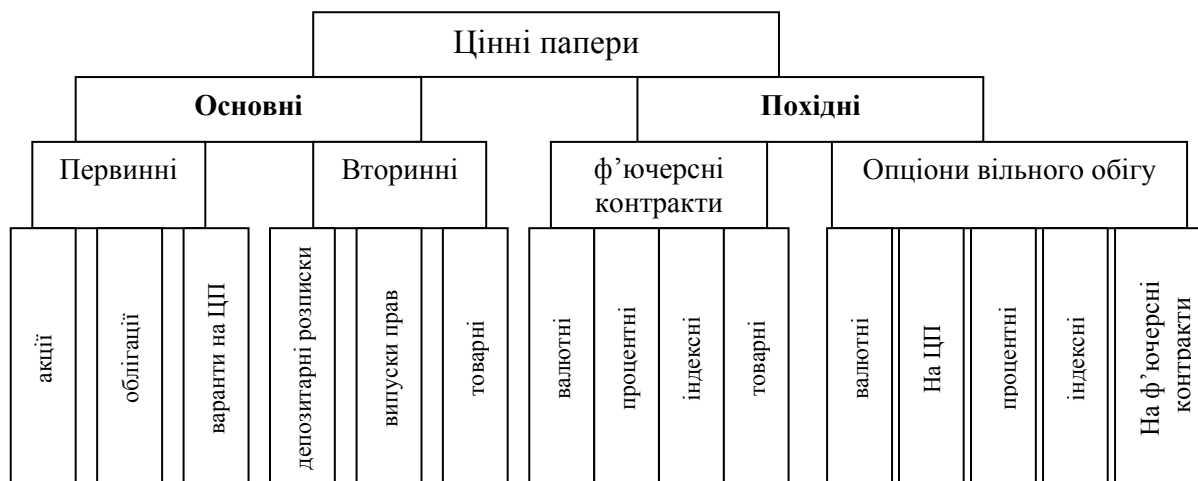 Цінні папери
Основні
Похідні
Первинні
Вторинні
ф’ючерсні
контракти
Опціони вільного обігу
акції
облігації
варанти на ЦП
депозитарні розписки
випуски прав
товарні
валютні
процентні
індексні
товарні
валютні
На ЦП
процентні
індексні
На ф’ючерсні
контракти